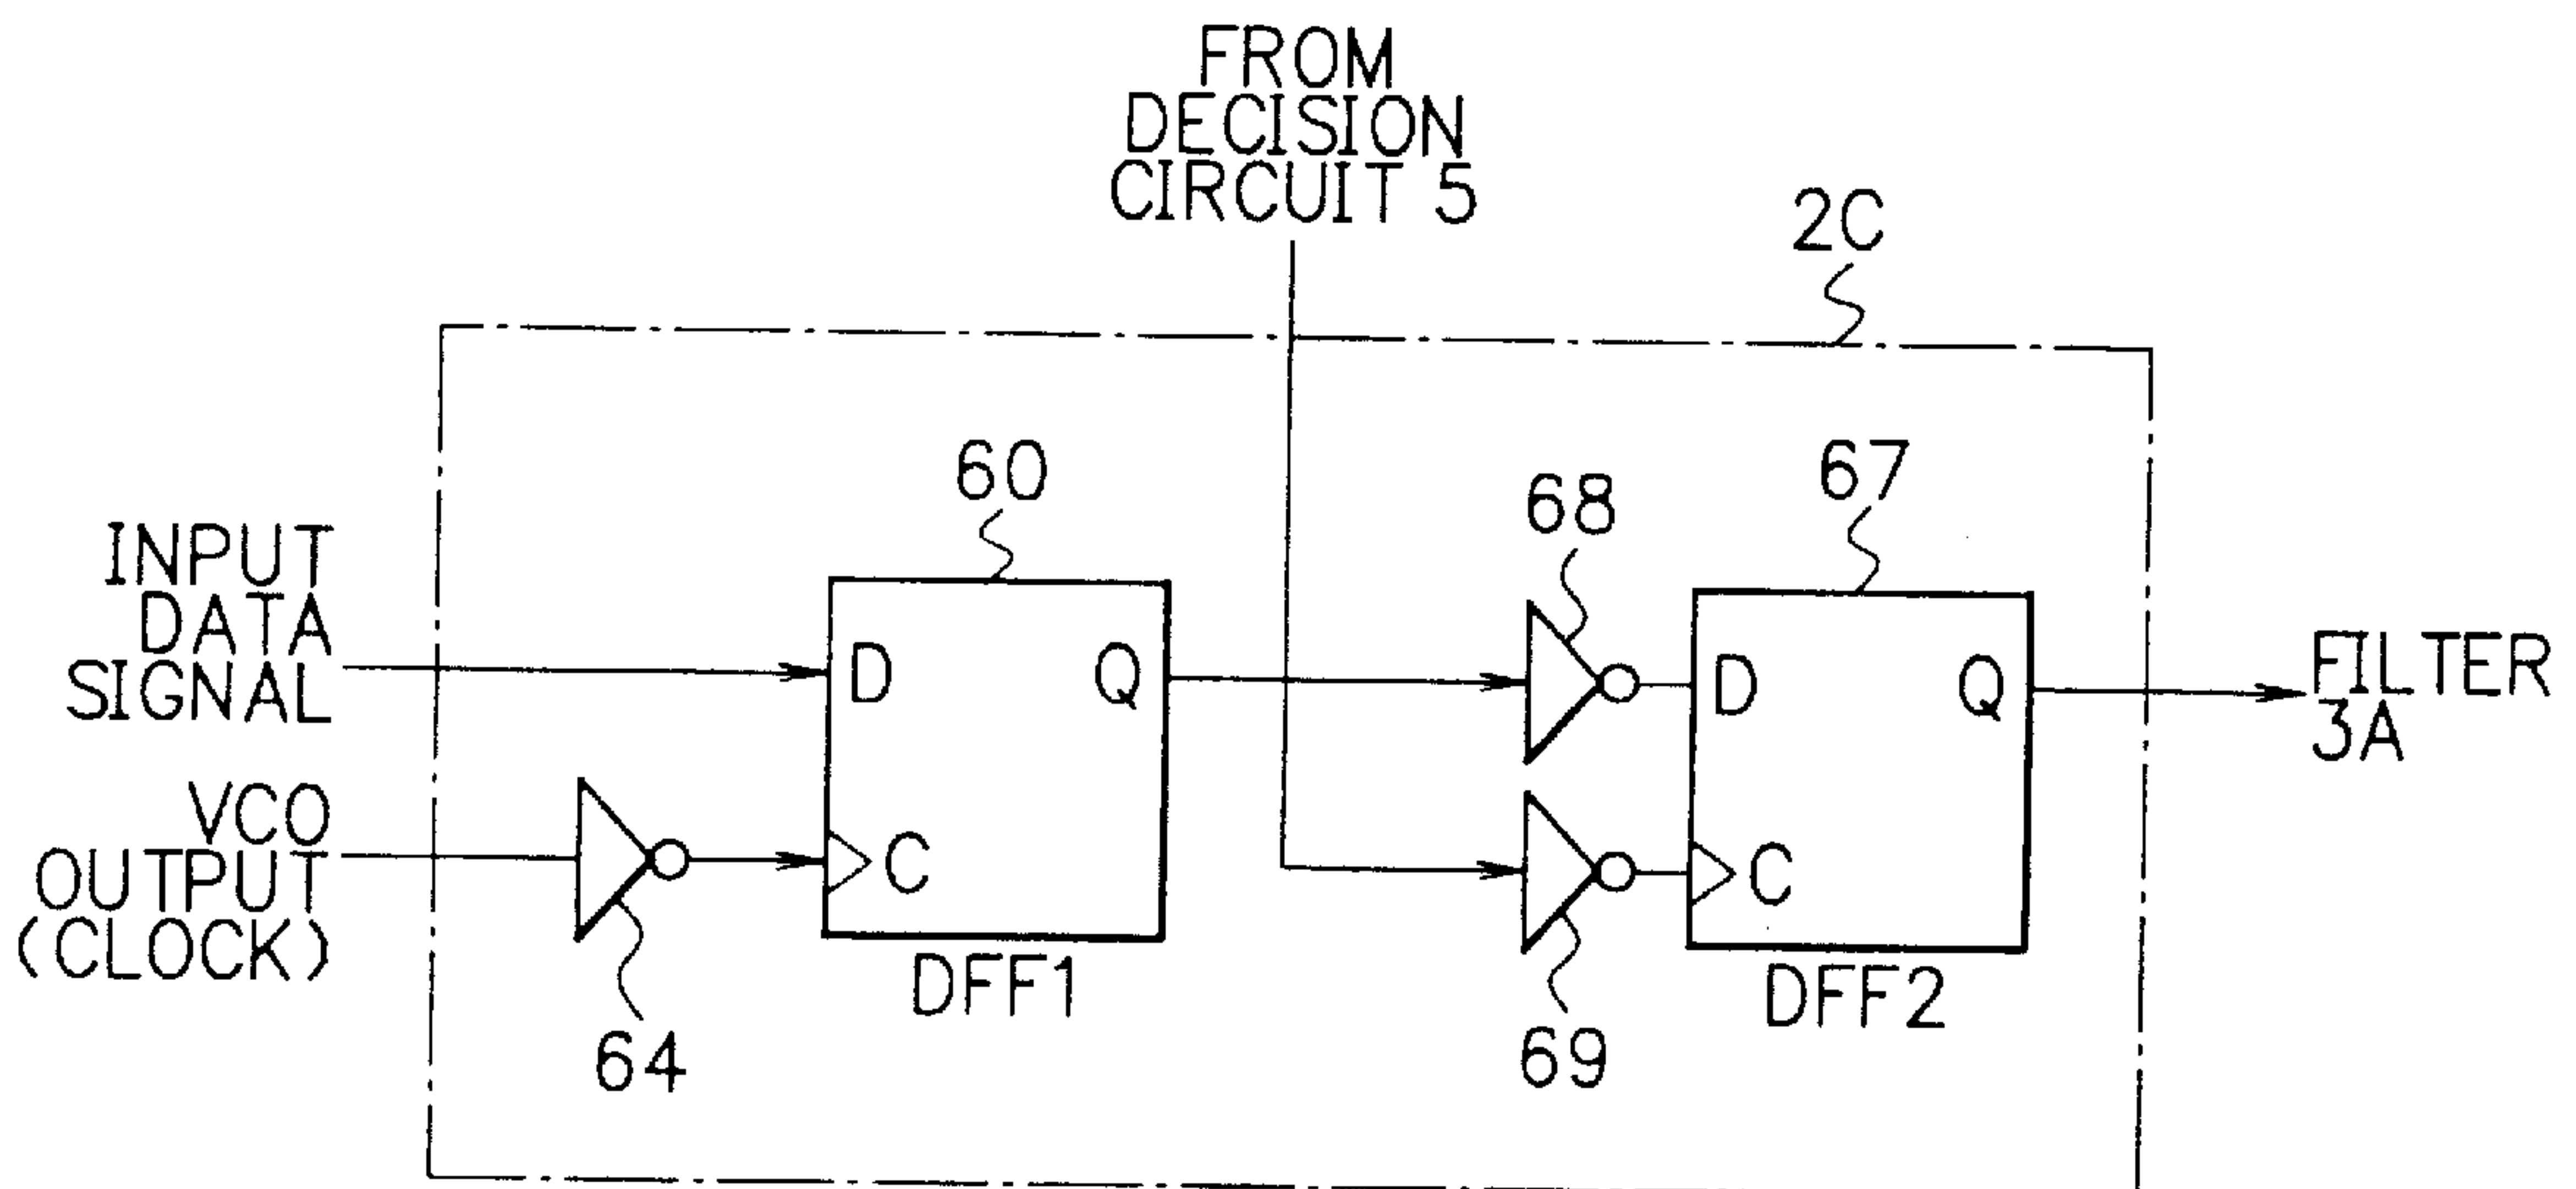 FROM
DECISION
CIRCUIT 5
2C
60
68
67
INPUT
DATA
SIGNAL
D
Q
D
Q
FILTER
3A
VCO
OUTPUT
(CLOCK)
C
C
DFF1
DFF2
64
69